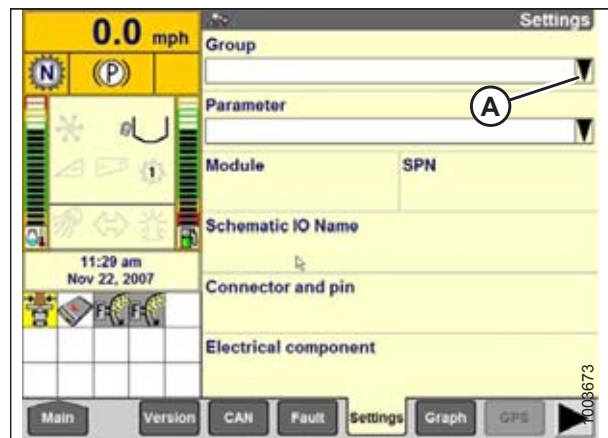 0.0 mph
N
(P)
1
11:29 am
Nov 22, 2007
F
F
Settings
Group
A
Parameter
Module
SPN
Schematic IO Name
Connector and pin
Electrical component
Main
Version
CAN
Fault
Settings
Graph
GPS
1003673